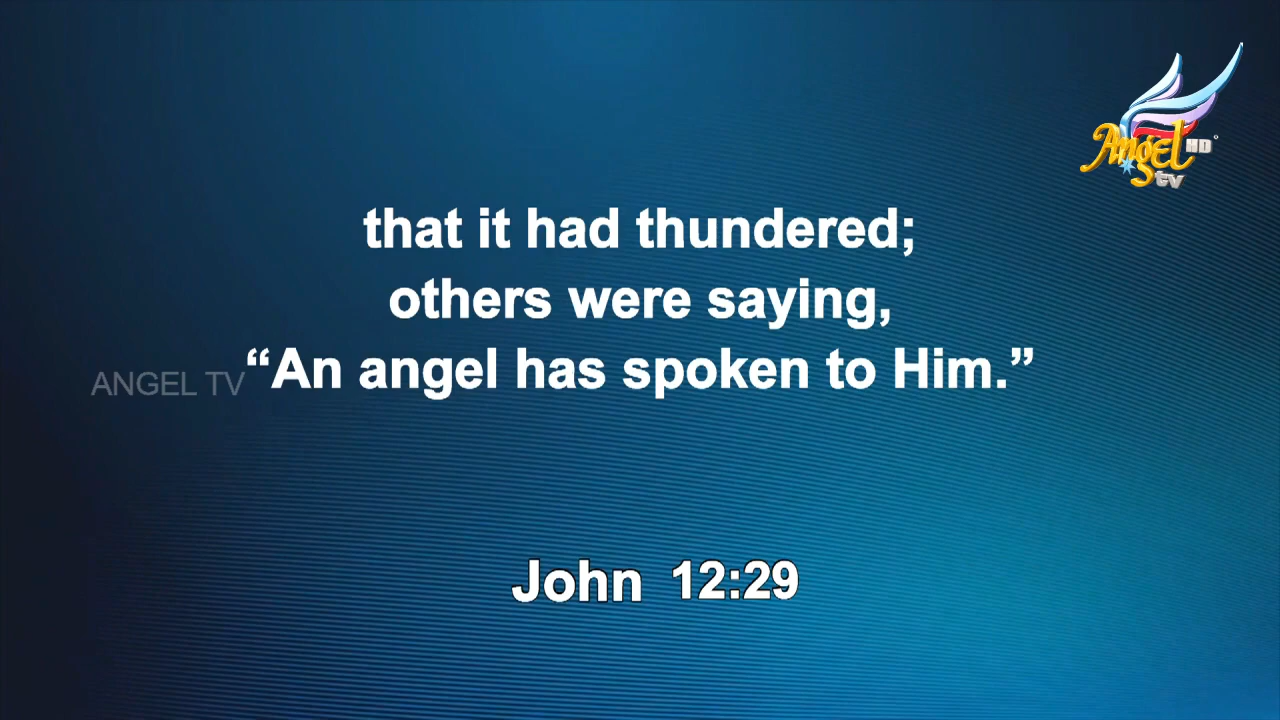 Angel HD
tv
that it had thundered;
others were saying,
“An angel has spoken to Him.”
ANGEL TV
John 12:29